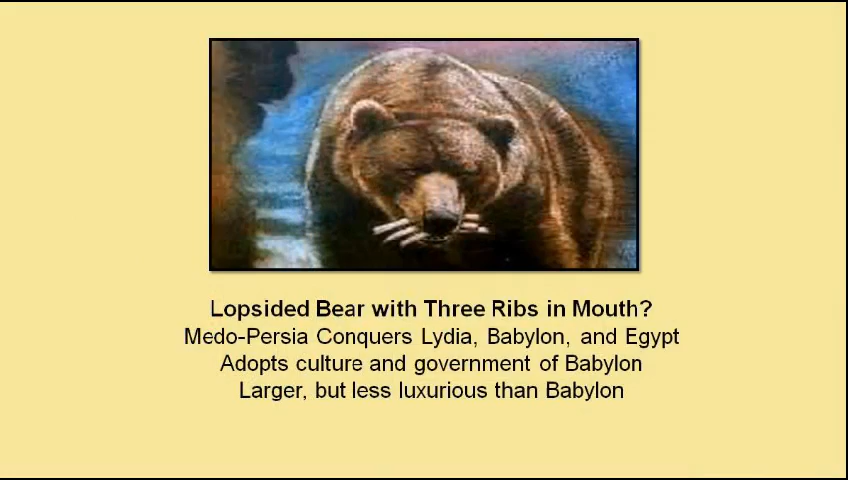 Lopsided Bear with Three Ribs in Mouth?
Medo-Persia Conquers Lydia, Babylon, and Egypt
Adopts culture and government of Babylon
Larger, but less luxurious than Babylon